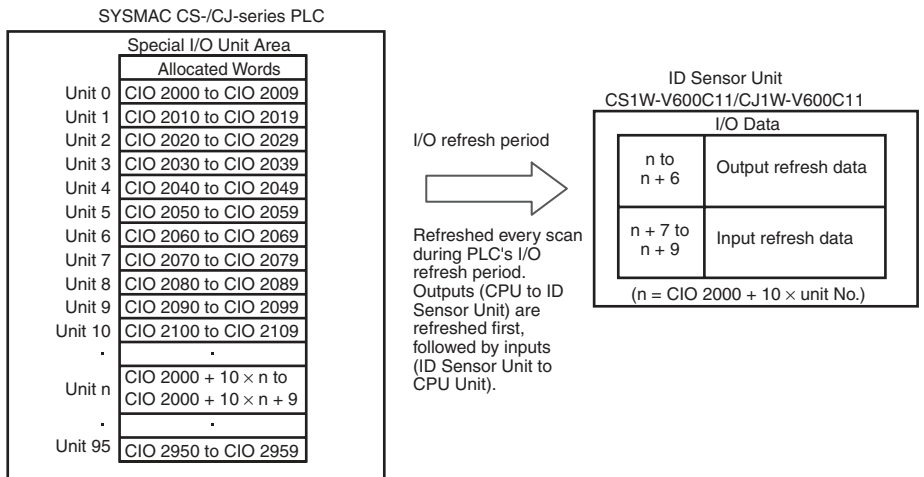 SYSMAC CS-/CJ-series PLC
Special I/O Unit Area
Allocated Words
Unit 0 CIO 2000 to CIO 2009
Unit 1 CIO 2010 to CIO 2019
Unit 2 CIO 2020 to CIO 2029
Unit 3 CIO 2030 to CIO 2039
Unit 4 CIO 2040 to CIO 2049
Unit 5 CIO 2050 to CIO 2059
Unit 6 CIO 2060 to CIO 2069
Unit 7 CIO 2070 to CIO 2079
Unit 8 CIO 2080 to CIO 2089
Unit 9 CIO 2090 to CIO 2099
Unit 10 CIO 2100 to CIO 2109
. .
Unit n CIO 2000 + 10 × n to
CIO 2000 + 10 × n + 9
. .
Unit 95 CIO 2950 to CIO 2959
I/O refresh period
Refreshed every scan
during PLC's I/O
refresh period.
Outputs (CPU to ID
Sensor Unit) are
refreshed first,
followed by inputs
(ID Sensor Unit to
CPU Unit).
ID Sensor Unit
CS1W-V600C11/CJ1W-V600C11
I/O Data
n to
n + 6
Output refresh data
n + 7 to
n + 9
Input refresh data
(n = CIO 2000 + 10 × unit No.)